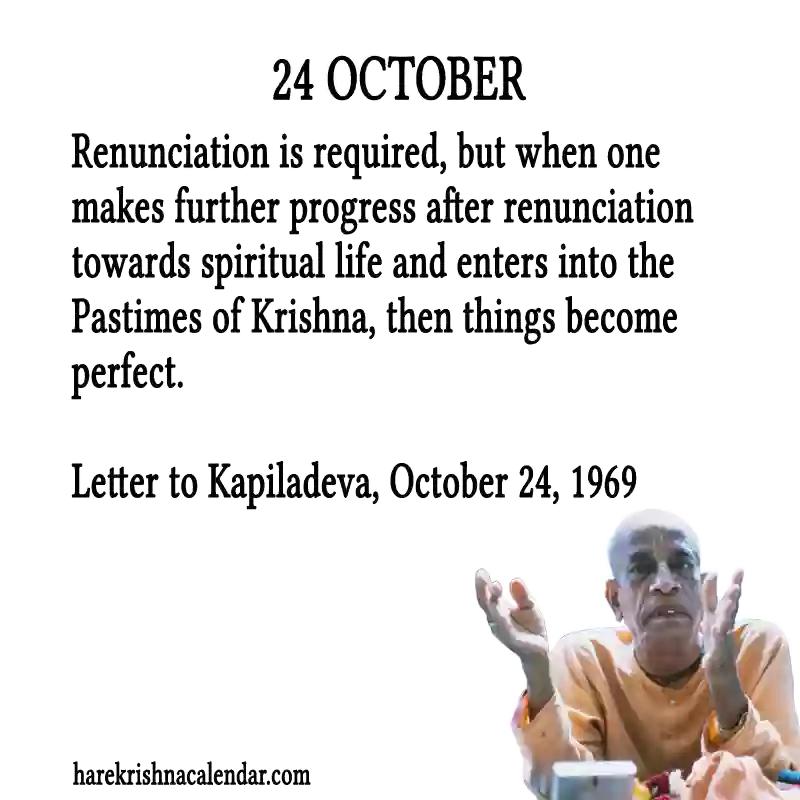 24 OCTOBER
Renunciation is required, but when one
makes further progress after renunciation
towards spiritual life and enters into the
Pastimes of Krishna, then things become
perfect.
Letter to Kapiladeva, October 24, 1969
harekrishnacalendar.com